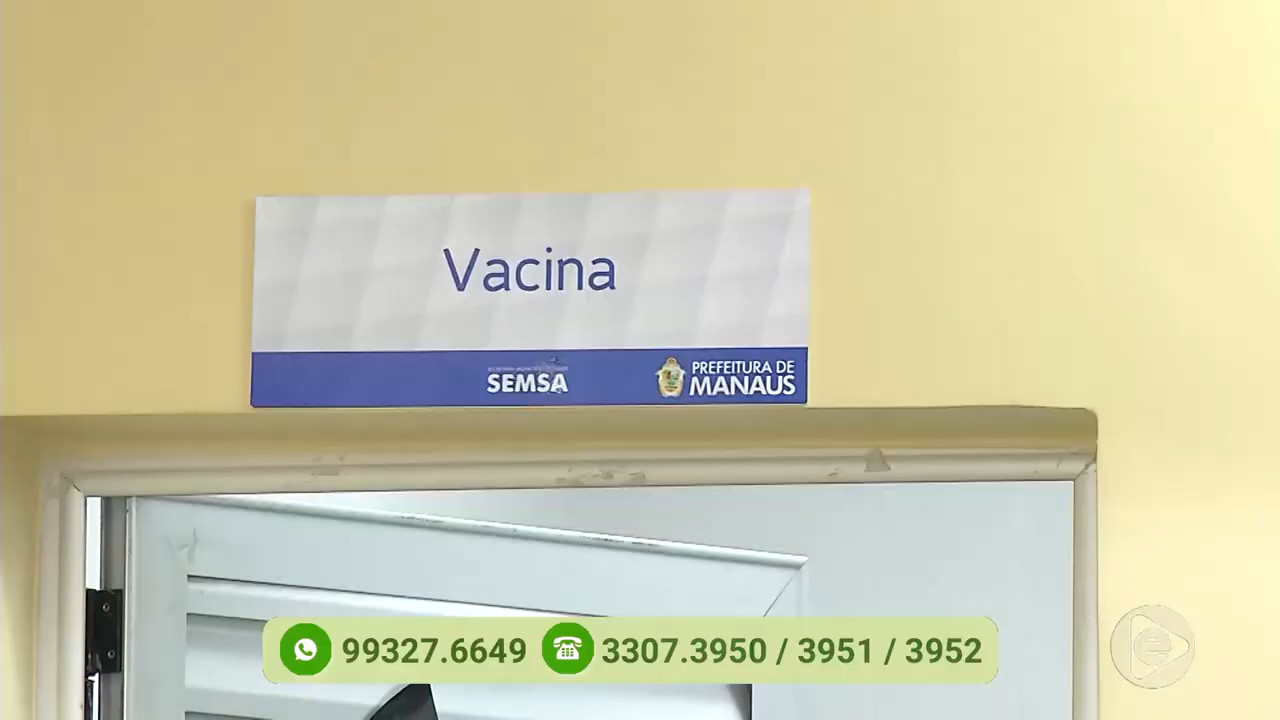 Vacina
SEMSA
PREFEITURA DE
MANAUS
99327.6649 3307.3950 / 3951 / 3952